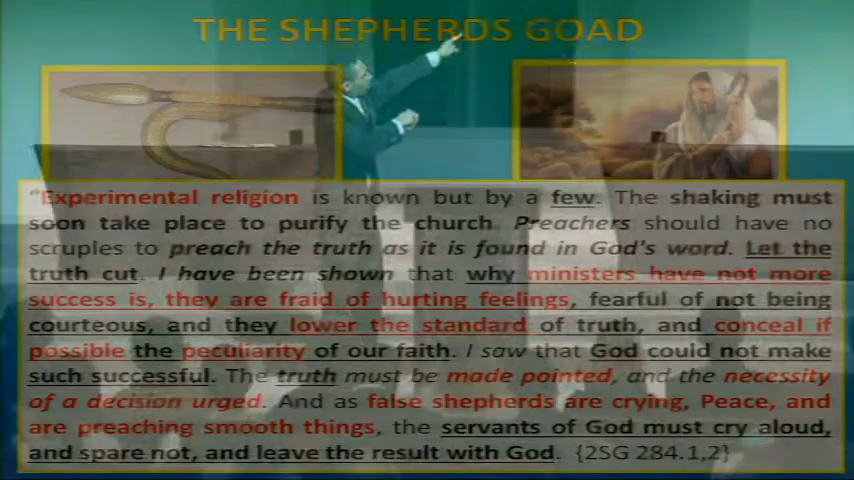 THE SHEPHERDS GOAD
"Experimental religion is known but by a few. The shaking must
soon take place to purify the church Preachers should have no
scruples to preach the truth as it is found in God's word. Let the
truth cut. I have been shown that why ministers have not more
success is, they are fraid of hurting feelings, fearful of not being
courteous, and they lower the standard of truth, and conceal if
possible the peculiarity of our faith. I saw that God could not make
such successful. The truth must be made pointed, and the necessity
of a decision urged. And as false shepherds are crying, Peace, and
are preaching smooth things, the servants of God must cry aloud,
and spare not, and leave the result with God. {2SG 284.1,2}